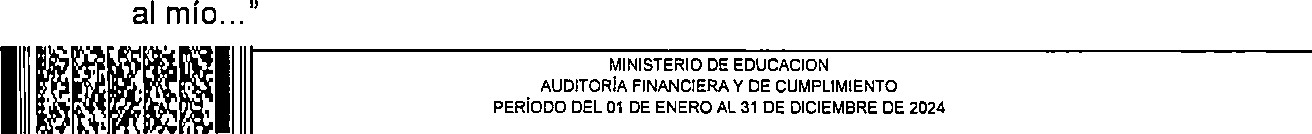 al mío..."
MINISTERIO DE EDUCACION
AUDITORÍA FINANCIERA Y DE CUMPLIMIENTO
PERÍODO DEL 01 DE ENERO AL 31 DE DICIEMBRE DE 2024